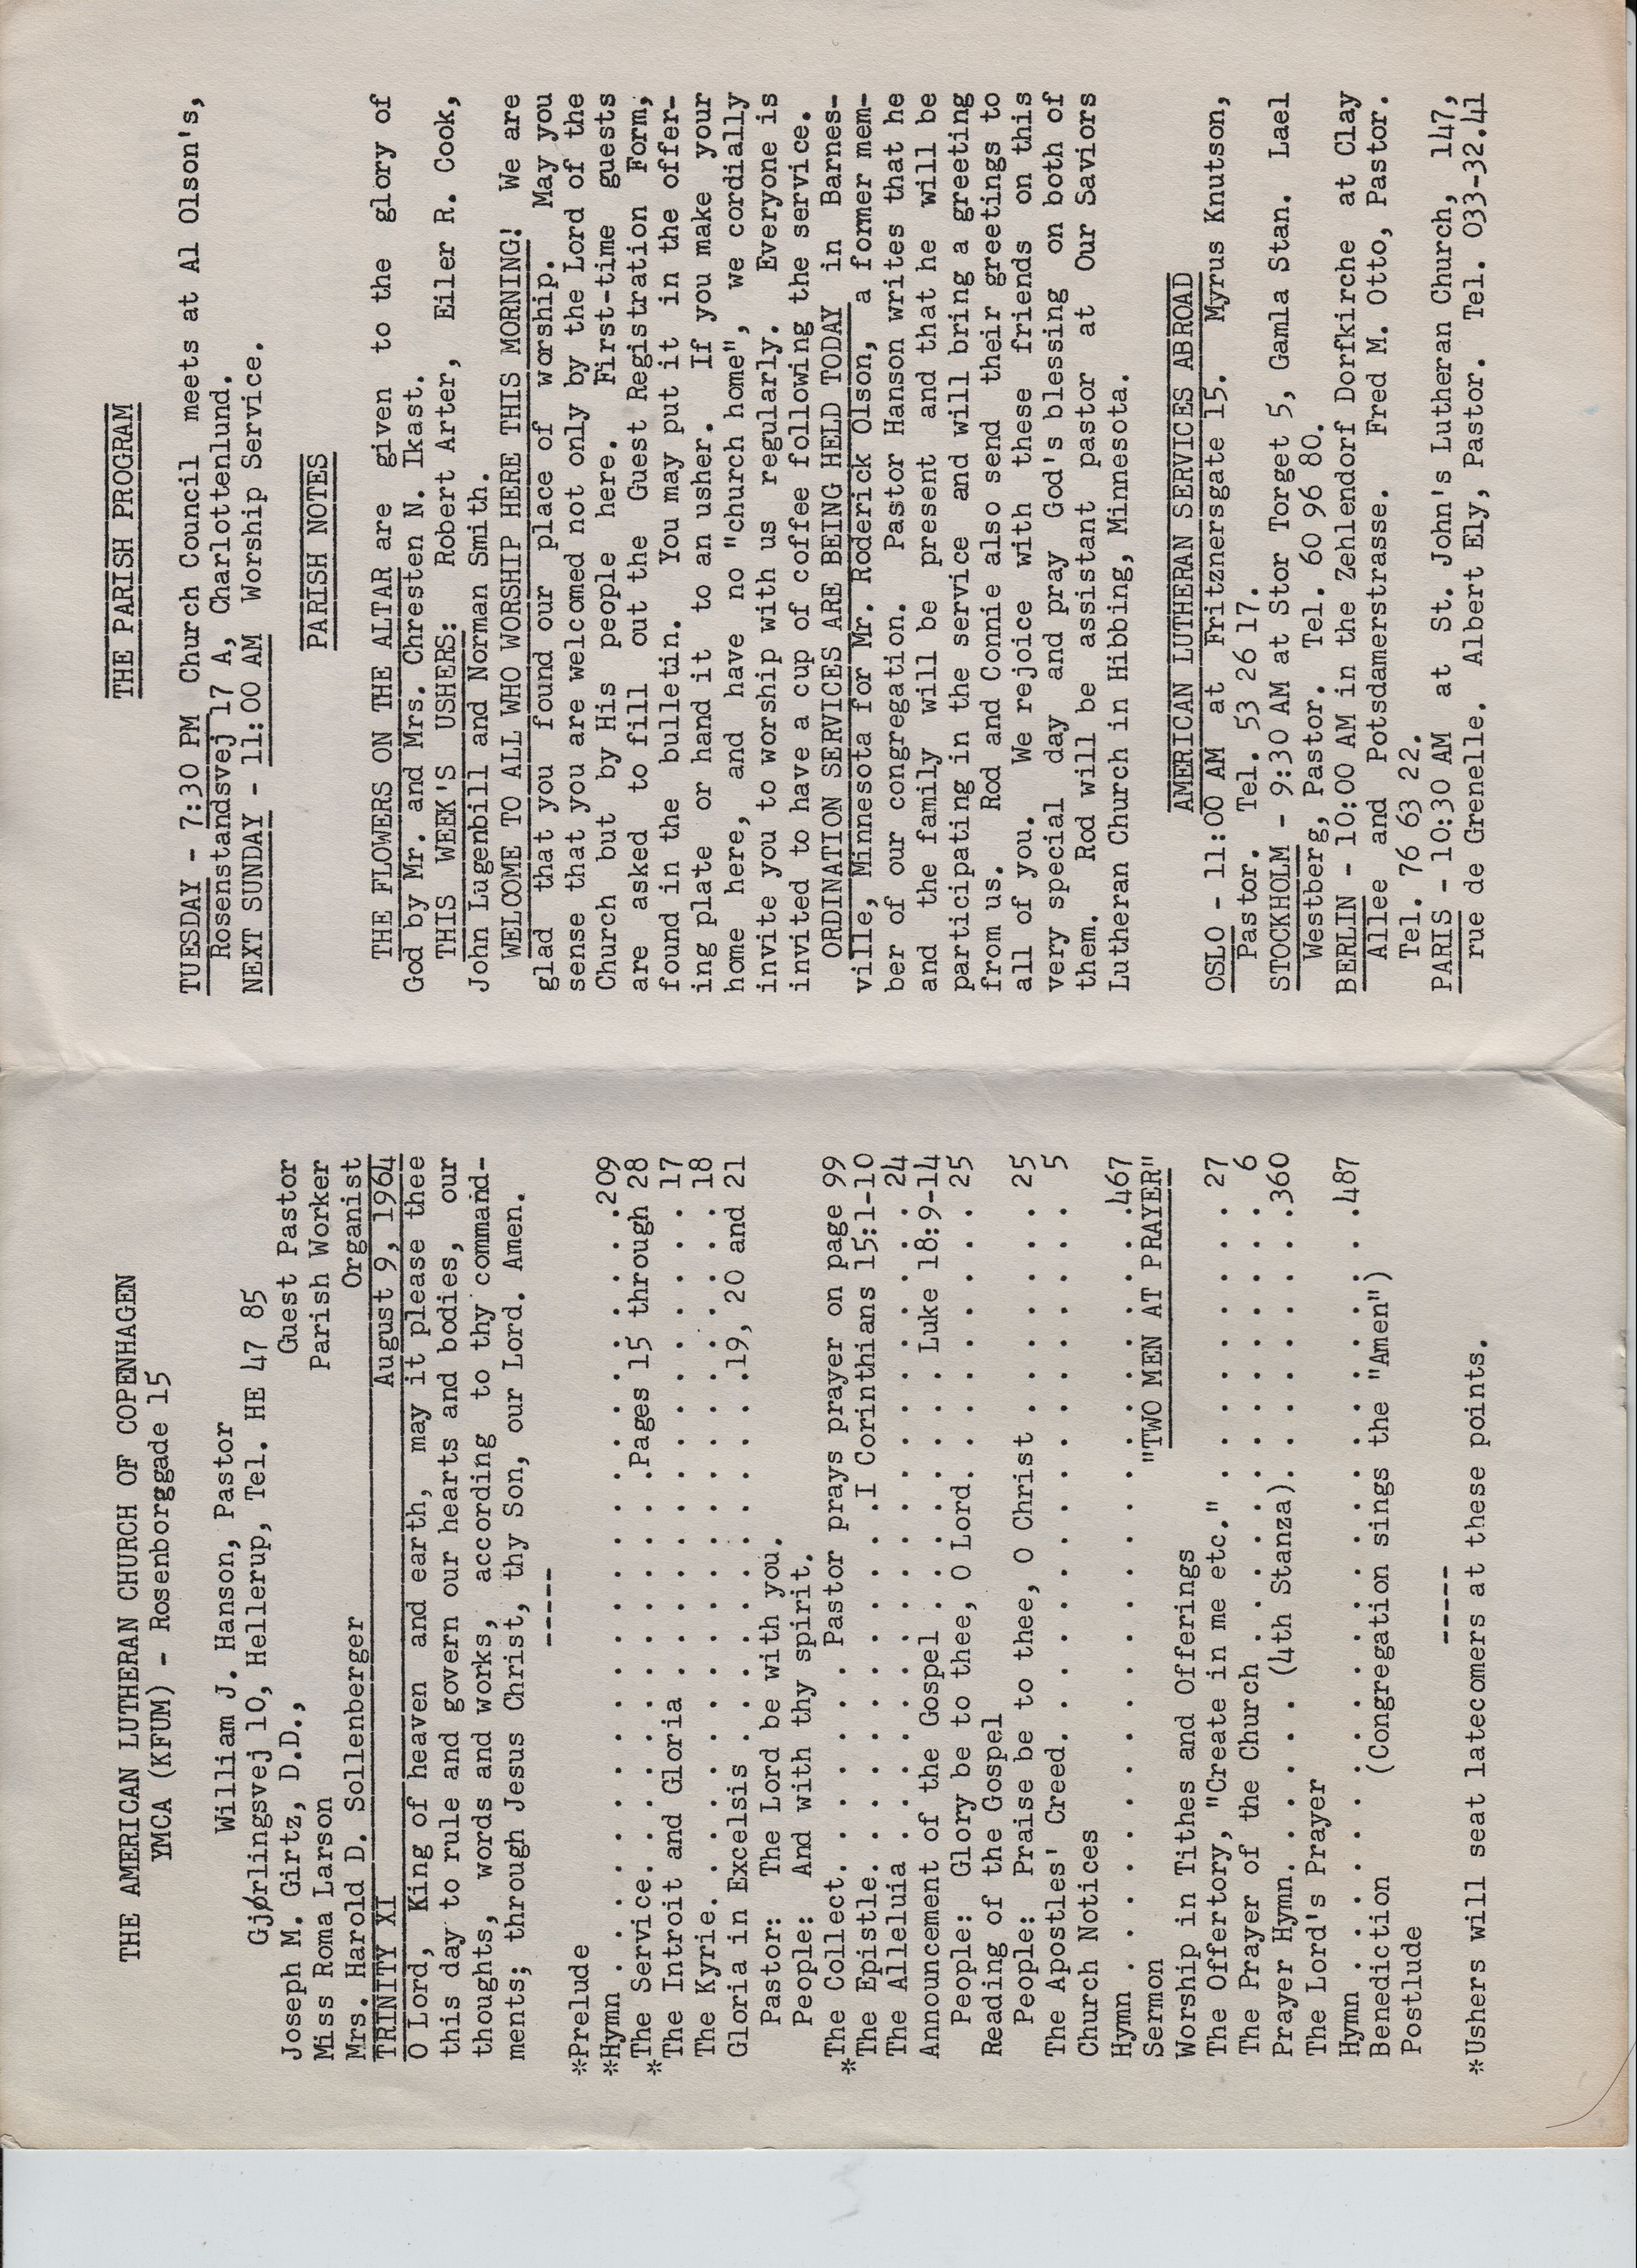 THE AMERICAN LUTHERAN CHURCH OF COPENHAGEN
YMCA (KFUM) - Rosenborggade 15
William J. Hanson, Pastor
Gjørlingsvej 10, Hellerup, Tel. HE 47 85
Joseph M. Girtz, D.D., Guest Pastor
Miss Roma Larson Parish Worker
Mrs. Harold D. Sollenberger Organist
TRINITY XI August 9, 1964
O Lord, King of heaven and earth, may it please thee
this day to rule and govern our hearts and bodies, our
thoughts, words and works, according to thy command-
ments; through Jesus Christ, thy Son, our Lord. Amen.
-----
*Prelude
*Hymn . . . . . . . . . . . . . . . . . . . . .209
*The Service. . . . . . . . . . .Pages 15 through 28
*The Introit and Gloria . . . . . . . . . . . . 17
The Kyrie. . . . . . . . . . . . . . . . . . . 18
Gloria in Excelsis . . . . . . . . .19, 20 and 21
Pastor: The Lord be with you.
People: And with thy spirit.
*The Collect. . . . . . Pastor prays prayer on page 99
*The Epistle. . . . . . . . . . .I Corinthians 15:1-10
The Alleluia . . . . . . . . . . . . . . . . . 24
Announcement of the Gospel . . . . . . Luke 18:9-14
People: Glory be to thee, O Lord. . . . . . . 25
Reading of the Gospel
People: Praise be to thee, O Christ . . . . . 25
The Apostles' Creed. . . . . . . . . . . . . . 5
Church Notices
Hymn . . . . . . . . . . . . . . . . . . . . .467
Sermon "TWO MEN AT PRAYER"
Worship in Tithes and Offerings
The Offertory, "Create in me etc." . . . . . . 27
The Prayer of the Church . . . . . . . . . . . 6
Prayer Hymn. . . . . . (4th Stanza). . . . . .360
The Lord's Prayer
Hymn . . . . . . . . . . . . . . . . . . . . .487
Benediction (Congregation sings the "Amen")
Postlude
-----
*Ushers will seat latecomers at these points.
THE PARISH PROGRAM
TUESDAY - 7:30 PM Church Council meets at Al Olson's,
Rosenstandsvej 17 A, Charlottenlund.
NEXT SUNDAY - 11:00 AM Worship Service.
PARISH NOTES
THE FLOWERS ON THE ALTAR are given to the glory of
God by Mr. and Mrs. Chresten N. Ikast.
THIS WEEK'S USHERS: Robert Arter, Eiler R. Cook,
John Lugenbill and Norman Smith.
WELCOME TO ALL WHO WORSHIP HERE THIS MORNING! We are
glad that you found our place of worship. May you
sense that you are welcomed not only by the Lord of the
Church but by His people here. First-time guests
are asked to fill out the Guest Registration Form,
found in the bulletin. You may put it in the offer-
ing plate or hand it to an usher. If you make your
home here, and have no "church home", we cordially
invite you to worship with us regularly. Everyone is
invited to have a cup of coffee following the service.
ORDINATION SERVICES ARE BEING HELD TODAY in Barnes-
ville, Minnesota for Mr. Roderick Olson, a former mem-
ber of our congregation. Pastor Hanson writes that he
and the family will be present and that he will be
participating in the service and will bring a greeting
from us. Rod and Connie also send their greetings to
all of you. We rejoice with these friends on this
very special day and pray God's blessing on both of
them. Rod will be assistant pastor at Our Saviors
Lutheran Church in Hibbing, Minnesota.
AMERICAN LUTHERAN SERVICES ABROAD
OSLO - 11:00 AM at Fritznersgate 15. Myrus Knutson,
Pastor. Tel. 53 26 17.
STOCKHOLM - 9:30 AM at Stor Torget 5, Gamla Stan. Lael
Westberg, Pastor. Tel. 60 96 80.
BERLIN - 10:00 AM in the Zehlendorf Dorfkirche at Clay
Allee and Potsdamerstrasse. Fred M. Otto, Pastor.
Tel. 76 63 22.
PARIS - 10:30 AM at St. John's Lutheran Church, 147,
rue de Grenelle. Albert Ely, Pastor. Tel. 033-32.41